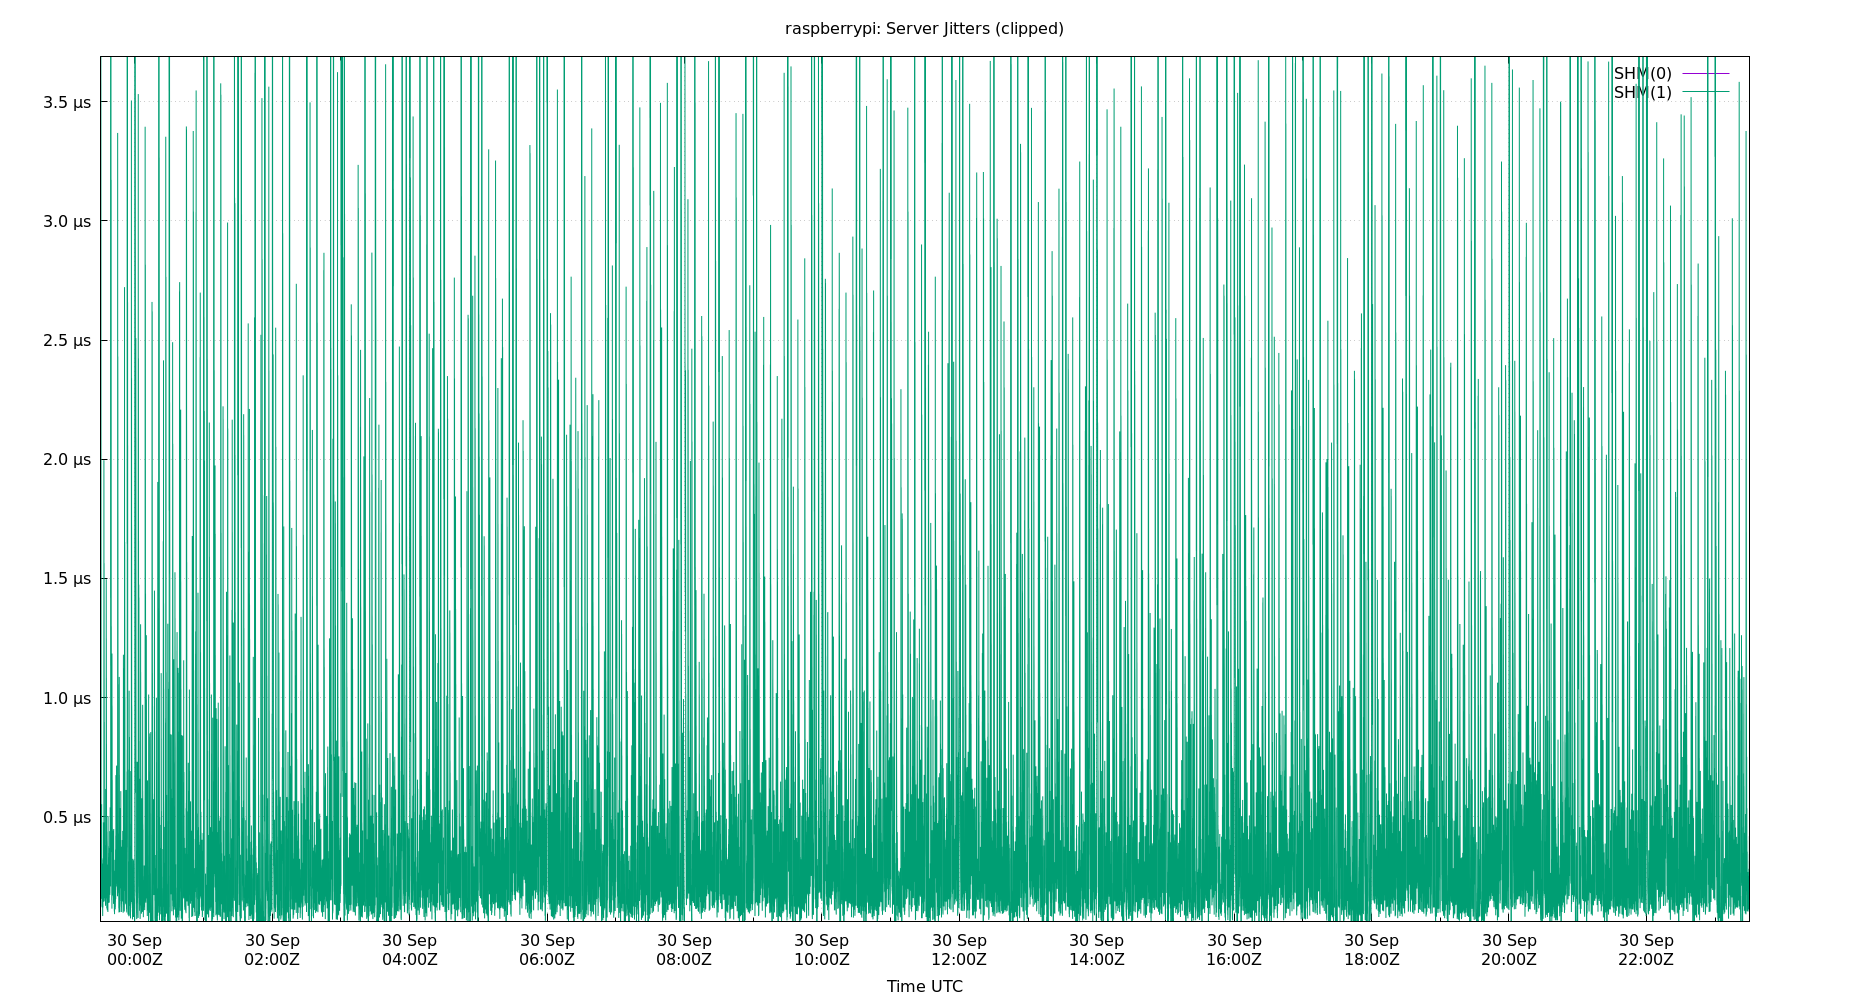 raspberrypi: Server Jitters (clipped)
SHM(0)
SHM(1)
3.5 µs
3.0 µs
2.5 µs
2.0 µs
1.5 µs
1.0 µs
0.5 µs
30 Sep 30 Sep 30 Sep 30 Sep 30 Sep 30 Sep 30 Sep 30 Sep 30 Sep 30 Sep 30 Sep 30 Sep
00:00Z 02:00Z 04:00Z 06:00Z 08:00Z 10:00Z 12:00Z 14:00Z 16:00Z 18:00Z 20:00Z 22:00Z
Time UTC